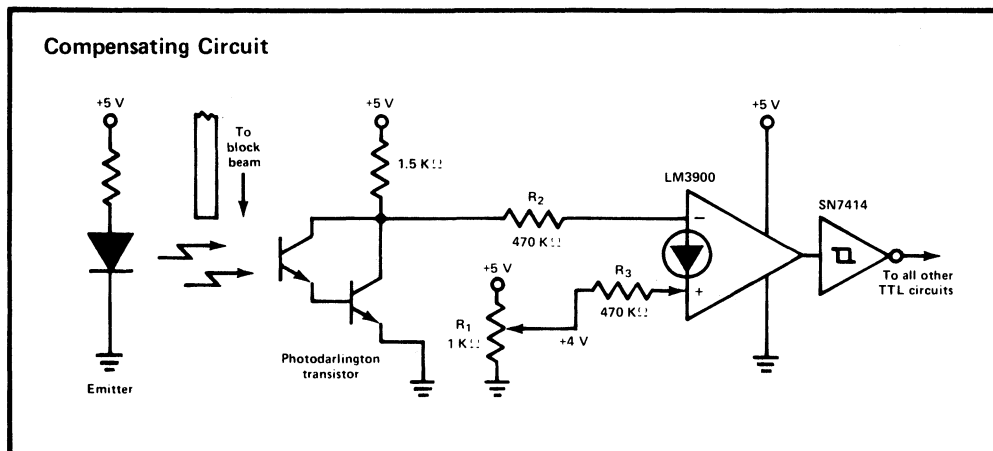 Compensating Circuit
+5 V
To
block
beam
+5 V
1.5 KΩ
+5 V
LM3900
SN7414
R2
470 KΩ
−
+5 V
R3
+
470 KΩ
R1
1 KΩ
+4 V
To all other
TTL circuits
Photodarlington
transistor
Emitter